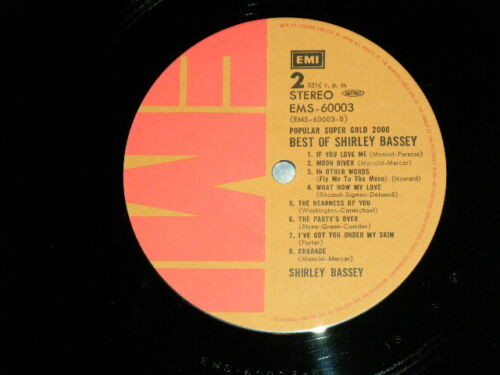 EMI
EMI
2 33⅓ r. p. m.
STEREO
EMS-60003
(EMS-60003-B)
POPULAR SUPER GOLD 2000
BEST OF SHIRLEY BASSEY
1. IF YOU LOVE ME (Monnot-Parsons)
2. MOON RIVER (Mancini-Mercer)
3. IN OTHER WORDS
(Fly Me To The Moon) (Howard)
4. WHAT NOW MY LOVE
(Bécaud-Sigman-Delanoë)
5. THE NEARNESS OF YOU
(Washington-Carmichael)
6. THE PARTY'S OVER
(Styne-Green-Comden)
7. I'VE GOT YOU UNDER MY SKIN
(Porter)
8. CHARADE
(Mancini-Mercer)
SHIRLEY BASSEY